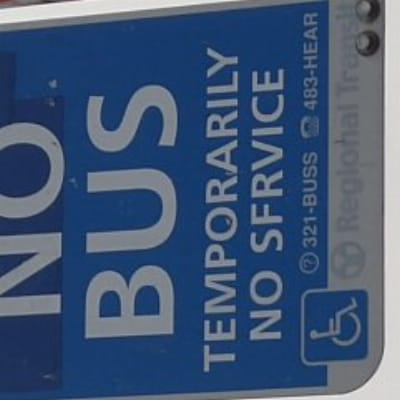 NO
BUS
TEMPORARILY
NO SFRVICE
321-BUSS 483-HEAR
Regional Transit